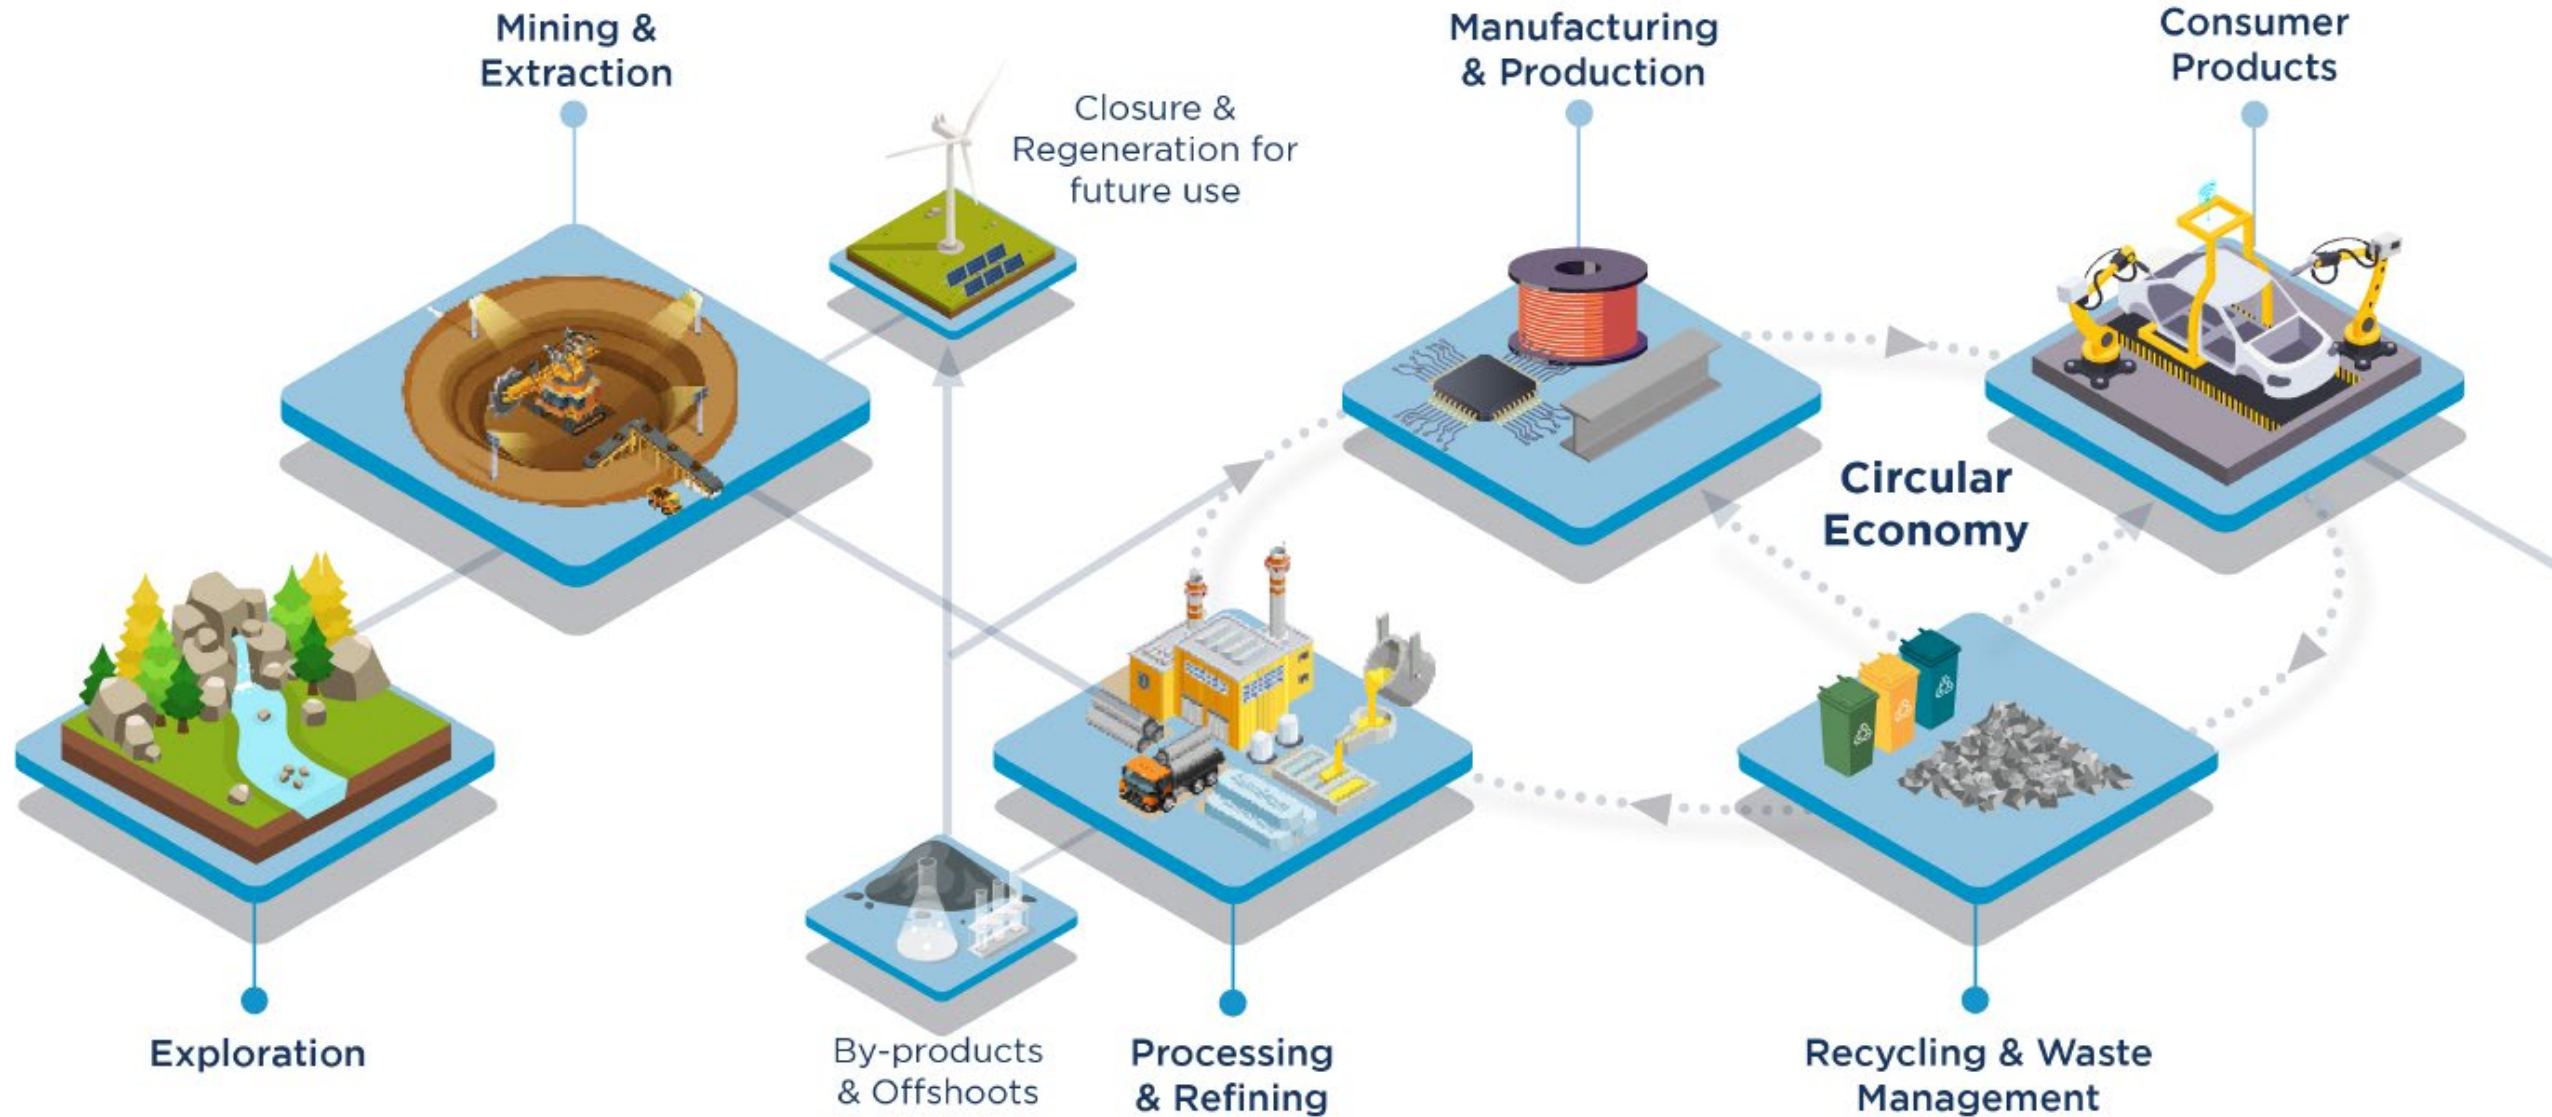 Mining &
Extraction
Closure &
Regeneration for
future use
Manufacturing
& Production
Consumer
Products
Circular
Economy
Exploration
By-products
& Offshoots
Processing
& Refining
Recycling & Waste
Management